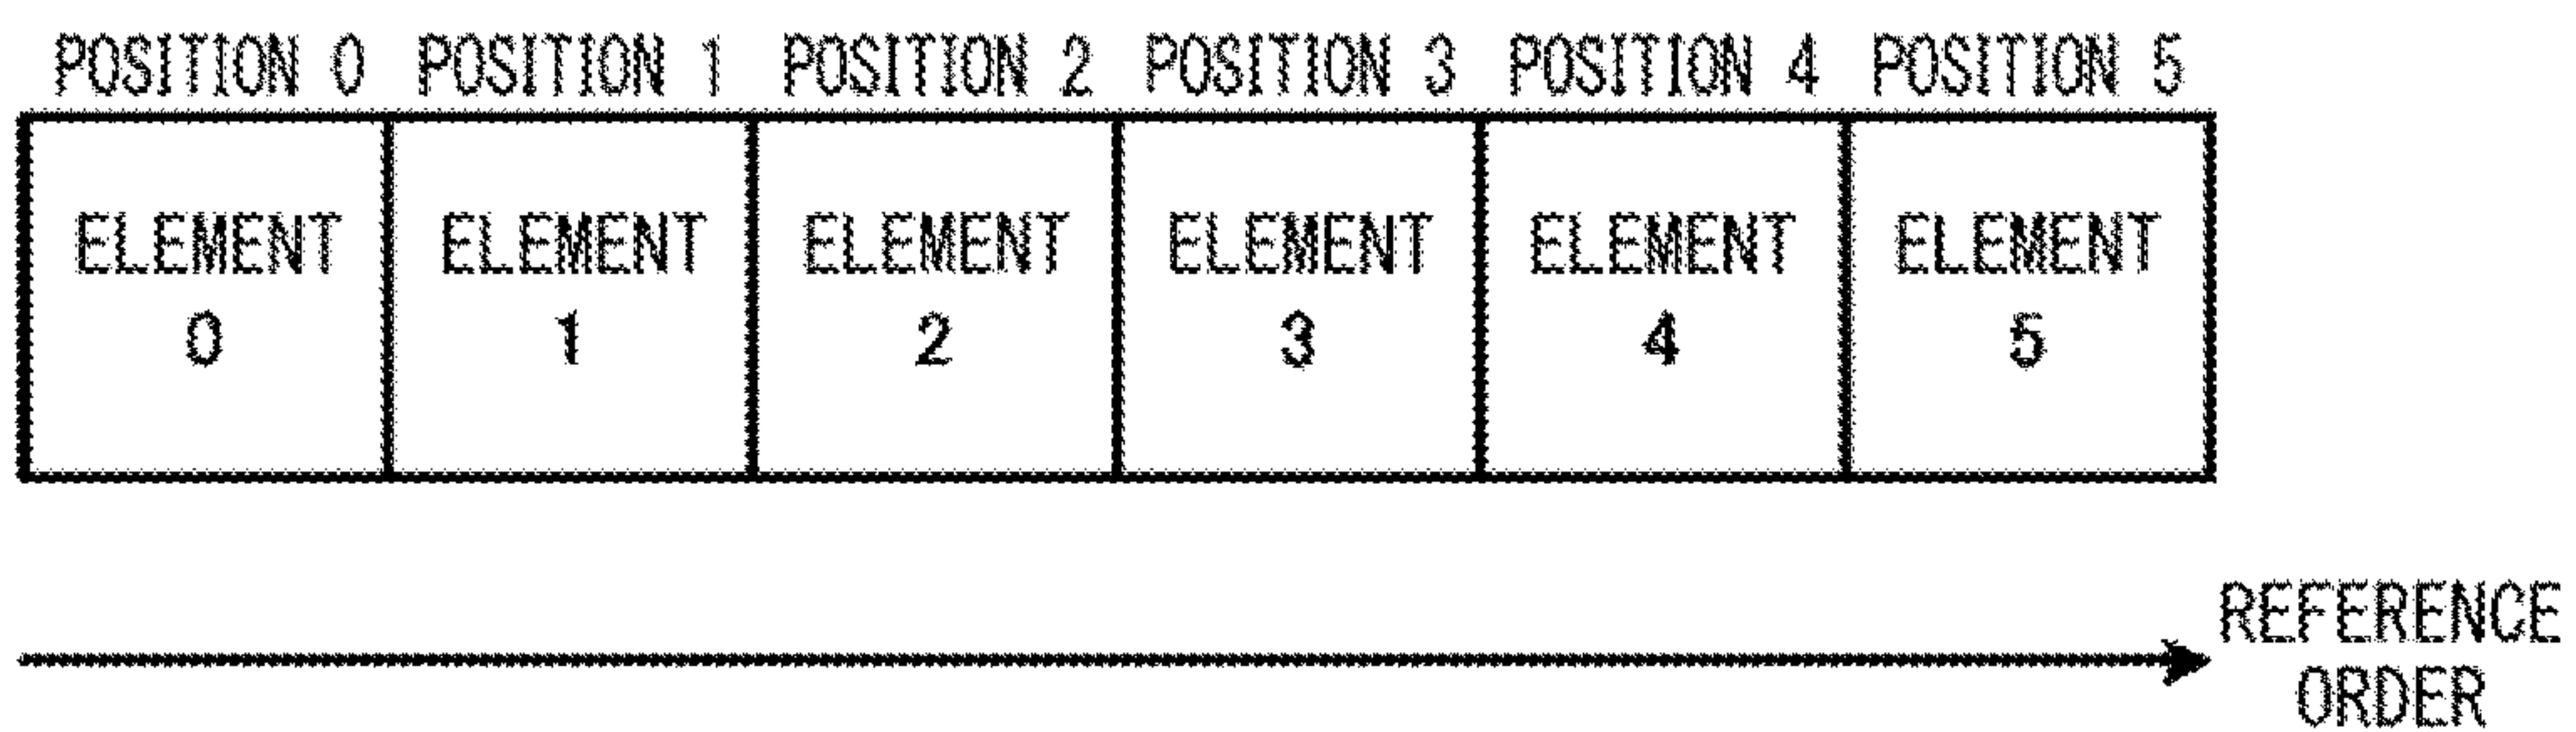 POSITION 0 POSITION 1 POSITION 2 POSITION 3 POSITION 4 POSITION 5
ELEMENT ELEMENT ELEMENT ELEMENT ELEMENT ELEMENT
0 1 2 3 4 5
REFERENCE
ORDER